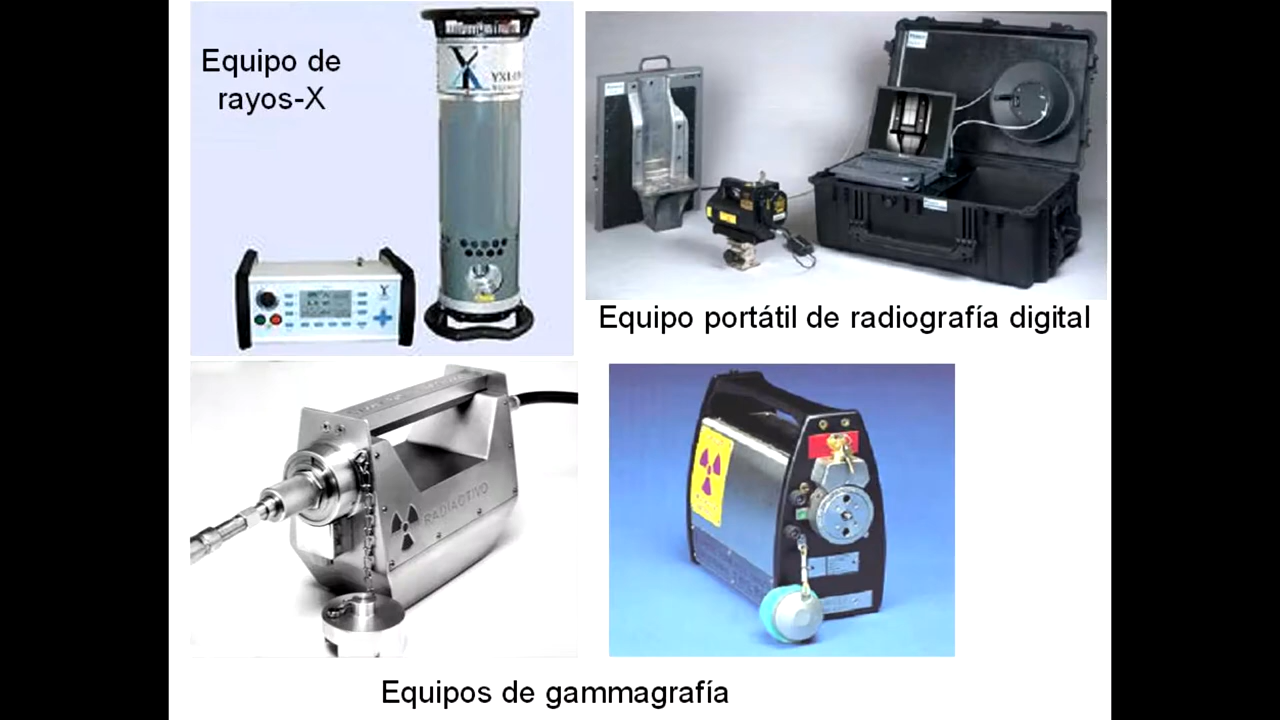 Equipo de
rayos-X
Equipo portátil de radiografía digital
RADIACTIVO
Equipos de gammagrafía